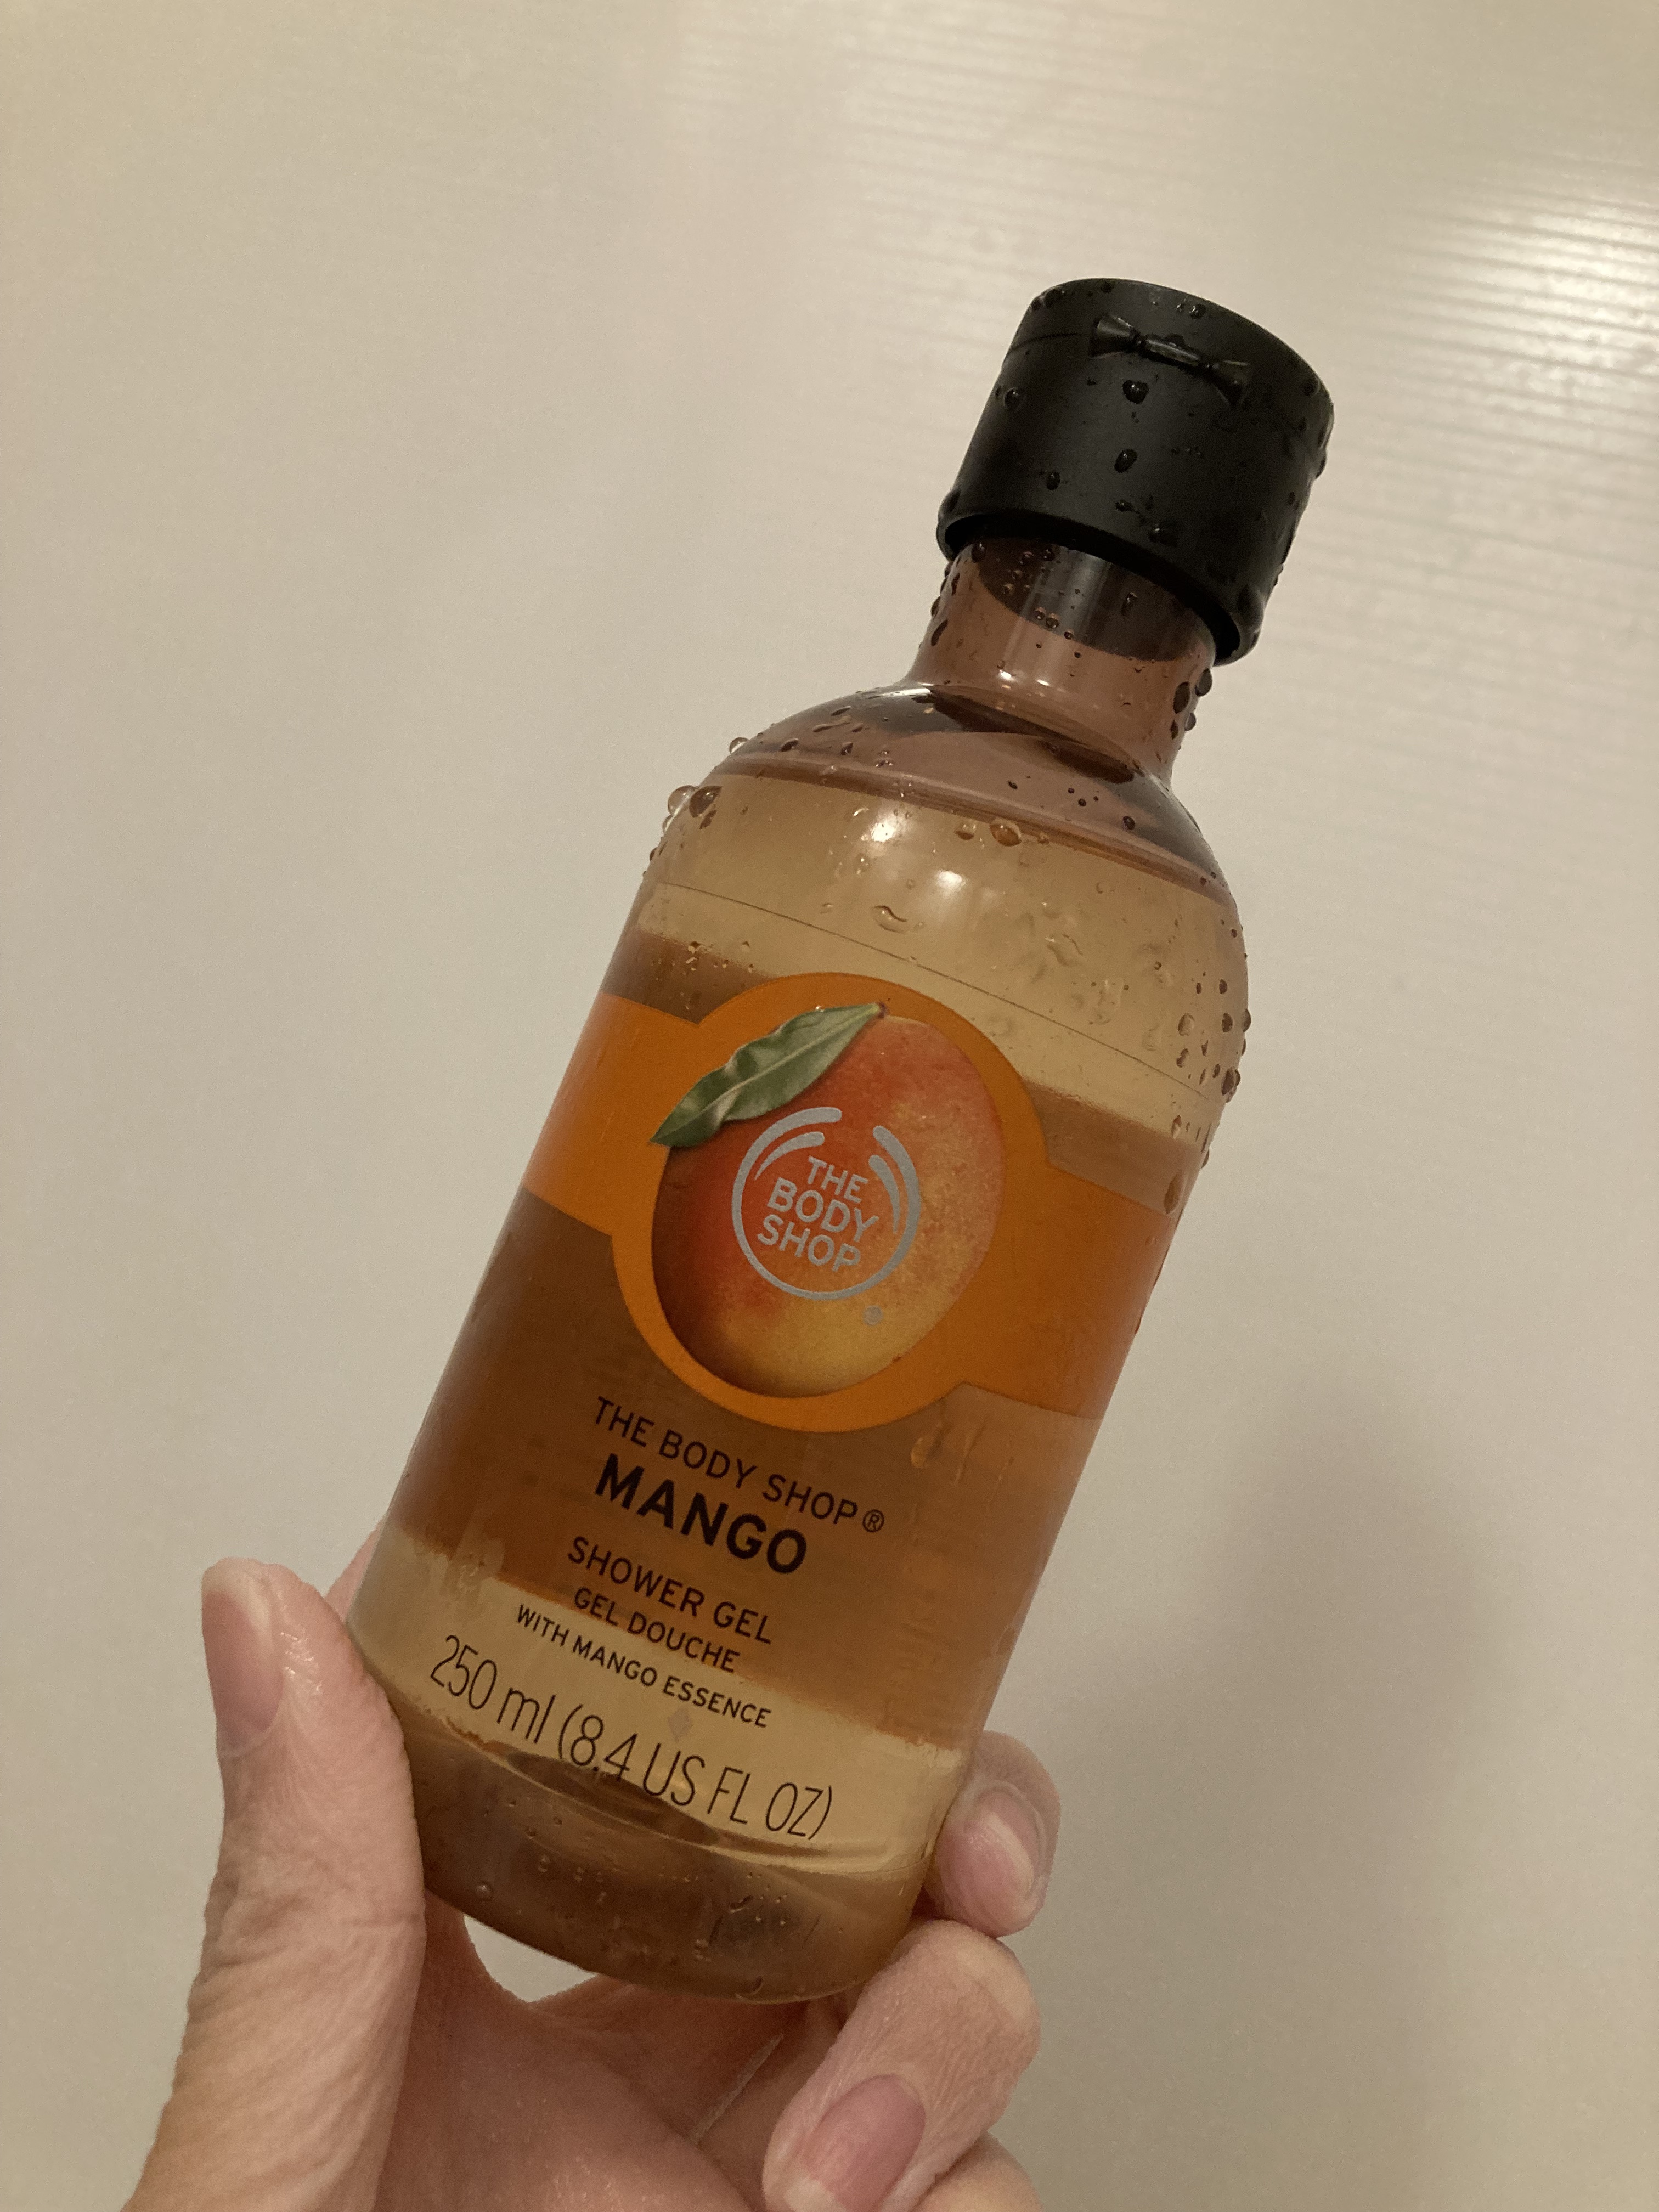 THE
BODY
SHOP
®
THE BODY SHOP®
MANGO
SHOWER GEL
GEL DOUCHE
WITH MANGO ESSENCE
250 ml (8.4 US FL OZ)